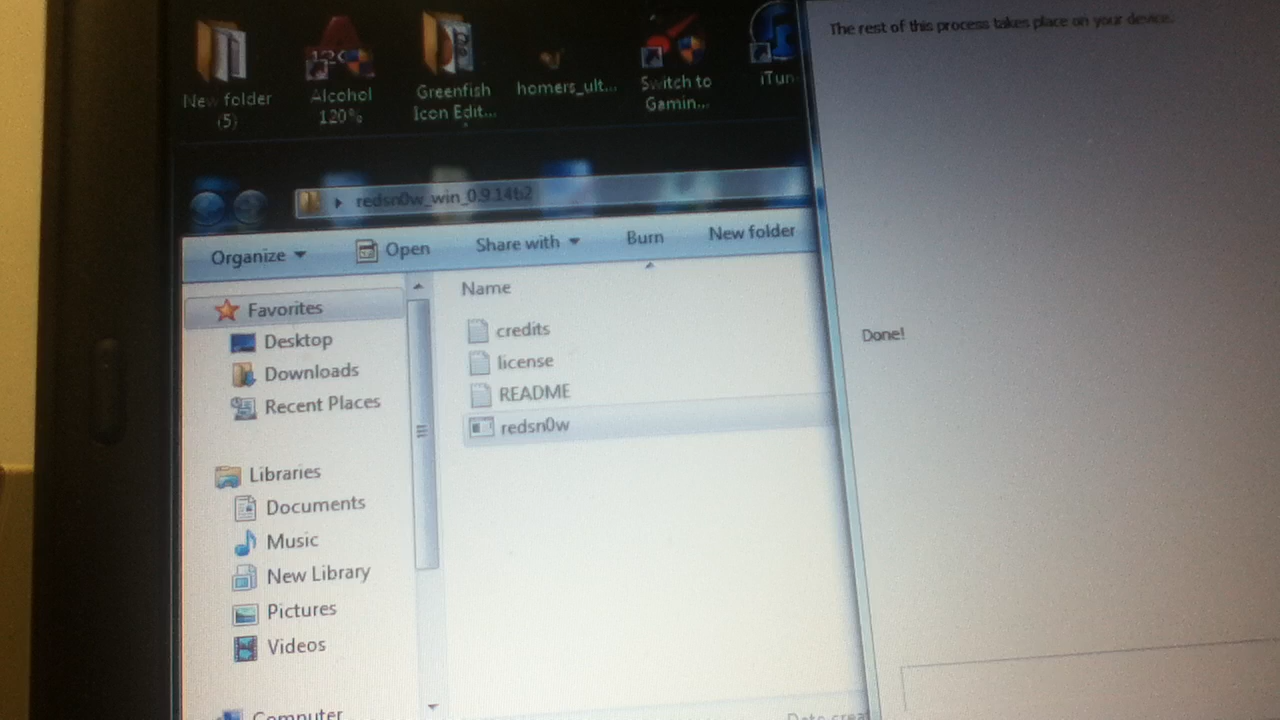 New folder
(5)
Alcohol
120%
Greenfish
Icon Edit...
homers_ult...
Switch to
Gamin...
iTun
The rest of this process takes place on your device.
redsn0w_win_0.9.14b2
Organize
Open
Share with
Burn
New folder
Name
Favorites
Desktop
Downloads
Recent Places
Libraries
Documents
Music
New Library
Pictures
Videos
Computer
credits
license
README
redsn0w
Done!
Date crea